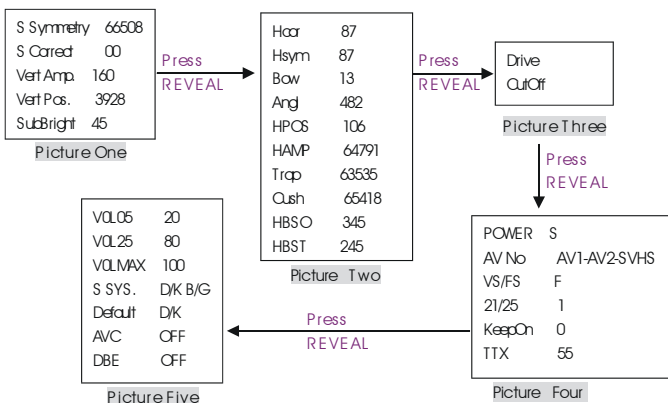 S Symmetry 66508
S Correct 00
Vert Amp. 160
Vert Pos. 3928
SubBright 45
Picture One
Press
REVEAL
Hcor 87
Hsym 87
Bow 13
Angl 482
HPOS 106
HAMP 64791
Trap 63535
Cush 65418
HBSO 345
HBST 245
Picture Two
Press
REVEAL
Drive
CutOff
Picture Three
Press
REVEAL
POWER S
AV No AV1-AV2-SVHS
VS/FS F
21/25 1
KeepOn 0
TTX 55
Picture Four
Press
REVEAL
V0L05 20
V0L25 80
V0LMAX 100
S SYS. D/K B/G
Default D/K
AVC OFF
DBE OFF
Picture Five